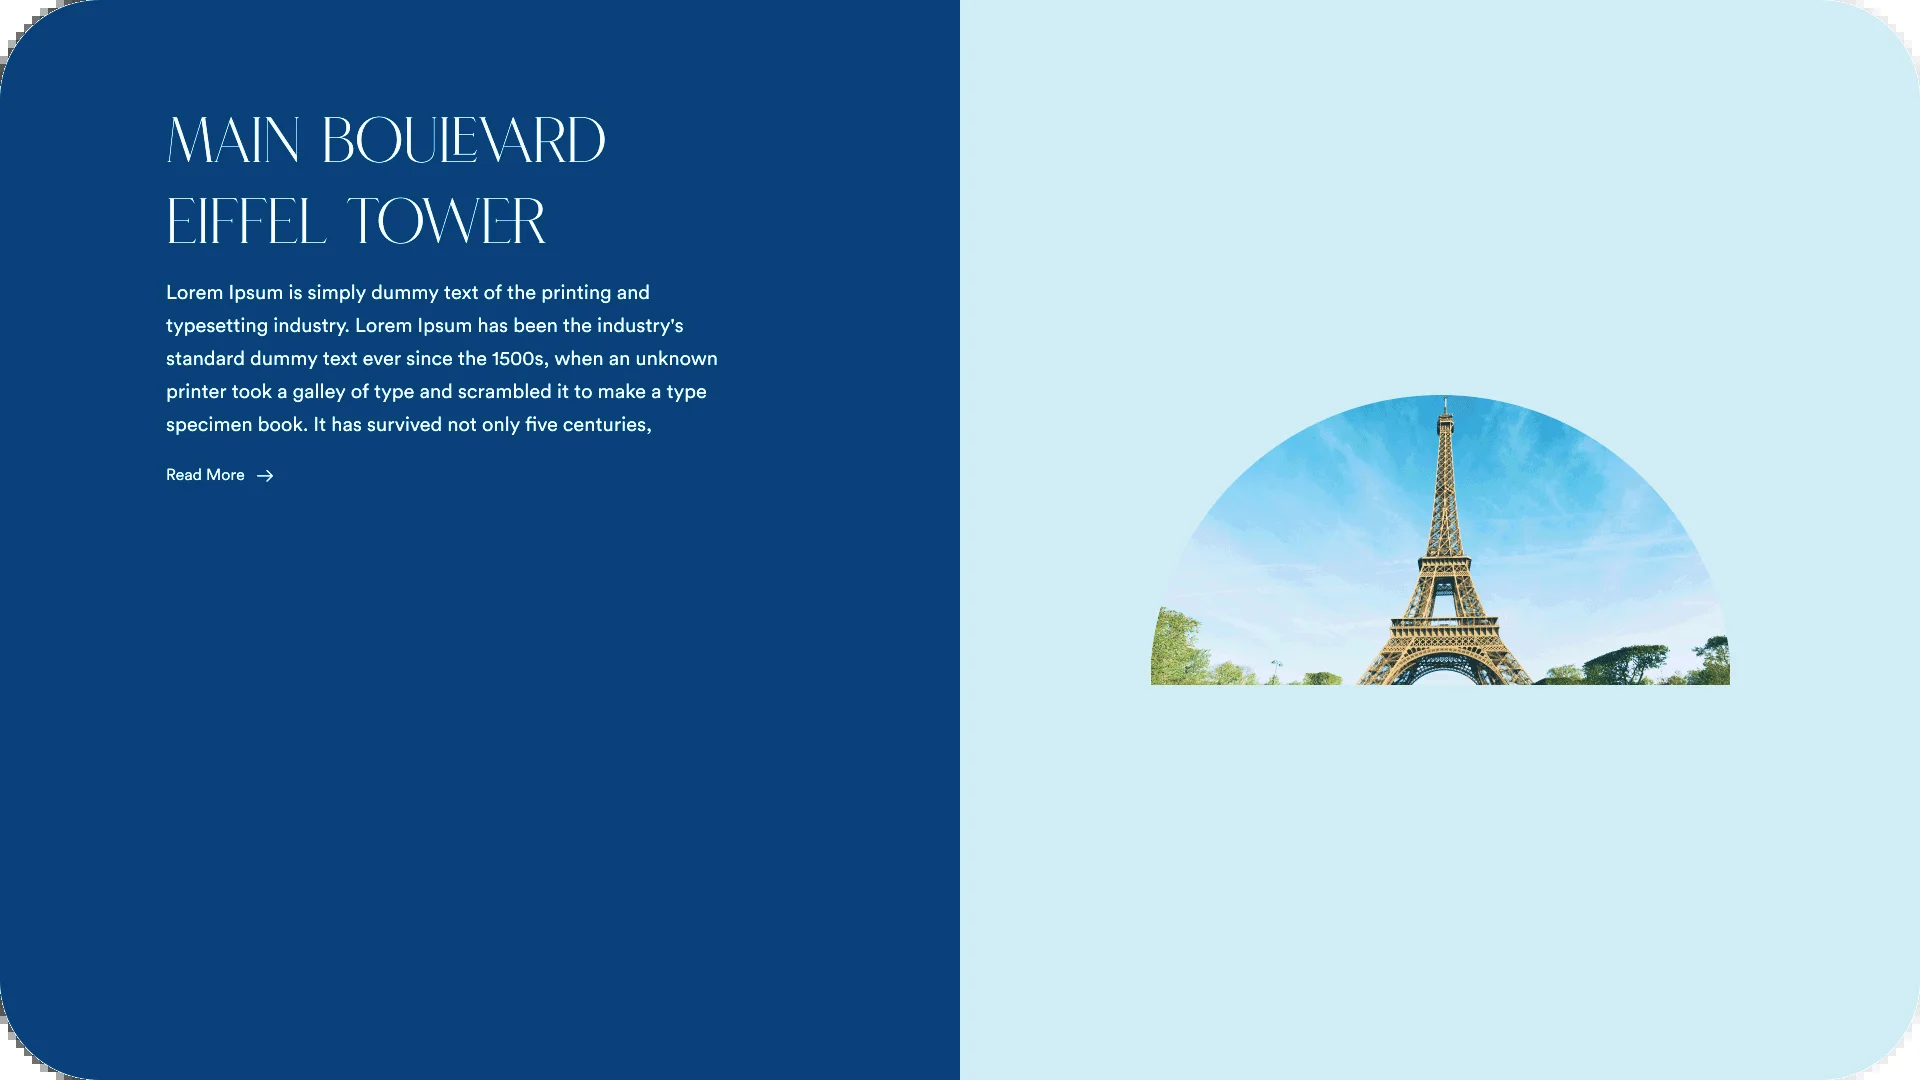 MAIN BOULEVARD
EIFFEL TOWER
Lorem Ipsum is simply dummy text of the printing and
typesetting industry. Lorem Ipsum has been the industry's
standard dummy text ever since the 1500s, when an unknown
printer took a galley of type and scrambled it to make a type
specimen book. It has survived not only five centuries,
Read More →